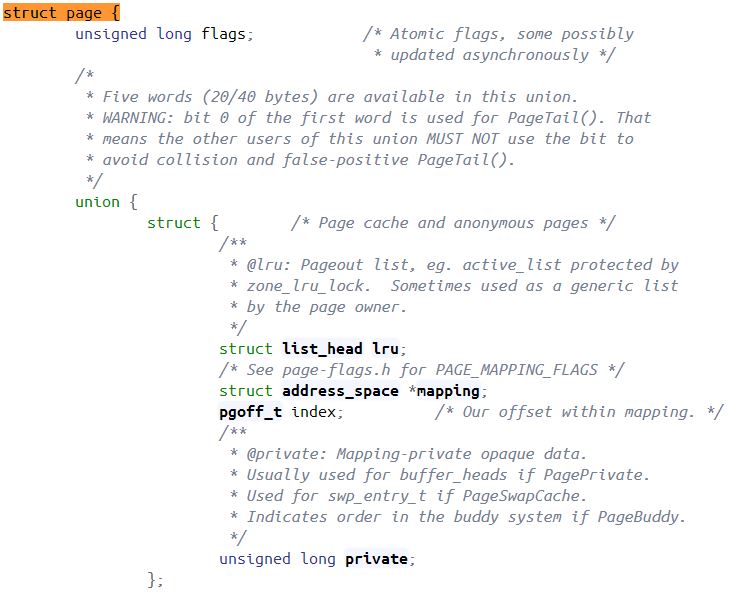 struct page {
unsigned long flags; /* Atomic flags, some possibly
* updated asynchronously */
/*
* Five words (20/40 bytes) are available in this union.
* WARNING: bit 0 of the first word is used for PageTail(). That
* means the other users of this union MUST NOT use the bit to
* avoid collision and false-positive PageTail().
*/
union {
struct { /* Page cache and anonymous pages */
/**
* @lru: Pageout list, eg. active_list protected by
* zone_lru_lock.  Sometimes used as a generic list
* by the page owner.
*/
struct list_head lru;
/* See page-flags.h for PAGE_MAPPING_FLAGS */
struct address_space *mapping;
pgoff_t index; /* Our offset within mapping. */
/**
* @private: Mapping-private opaque data.
* Usually used for buffer_heads if PagePrivate.
* Used for swp_entry_t if PageSwapCache.
* Indicates order in the buddy system if PageBuddy.
*/
unsigned long private;
};